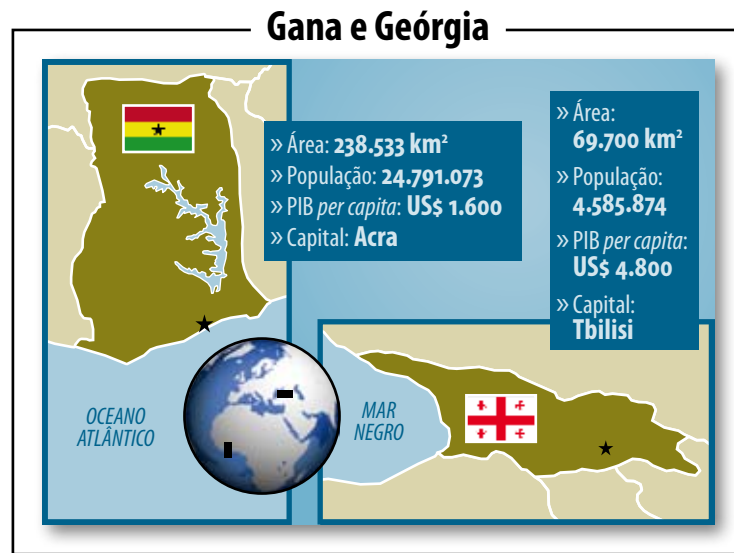 Gana e Geórgia
» Área: 238.533 km²
» População: 24.791.073
» PIB per capita: US$ 1.600
» Capital: Acra
» Área:
69.700 km²
» População:
4.585.874
» PIB per capita:
US$ 4.800
» Capital:
Tbilisi
OCEANO
ATLÂNTICO
MAR
NEGRO